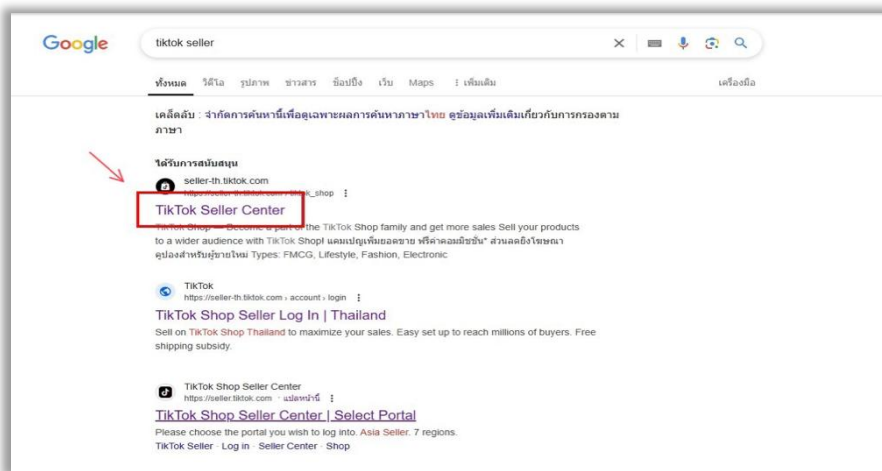 Google
tiktok seller
ทั้งหมด วิดีโอ รูปภาพ ข่าวสาร ช็อปปิ้ง เว็บ Maps ⁝ เพิ่มเติม เครื่องมือ
เคล็ดลับ : จำกัดการค้นหานี้เพื่อดูเฉพาะผลการค้นหาภาษาไทย ดูข้อมูลเพิ่มเติมเกี่ยวกับการกรองตาม
ภาษา
ได้รับการสนับสนุน
seller-th.tiktok.com
https://seller-th.tiktok.com › tiktok_shop
TikTok Seller Center
TikTok Shop — Become a part of the TikTok Shop family and get more sales Sell your products
to a wider audience with TikTok Shop! แคมเปญเพิ่มยอดขาย ฟรีค่าคอมมิชชั่น* ส่วนลดยิงโฆษณา
คูปองสำหรับผู้ขายใหม่ Types: FMCG, Lifestyle, Fashion, Electronic
TikTok
https://seller-th.tiktok.com › account › login
TikTok Shop Seller Log In | Thailand
Sell on TikTok Shop Thailand to maximize your sales. Easy set up to reach millions of buyers. Free
shipping subsidy.
TikTok Shop Seller Center
https://seller.tiktok.com · แปลหน้านี้
TikTok Shop Seller Center | Select Portal
Please choose the portal you wish to log into. Asia Seller. 7 regions.
TikTok Seller · Log in · Seller Center · Shop